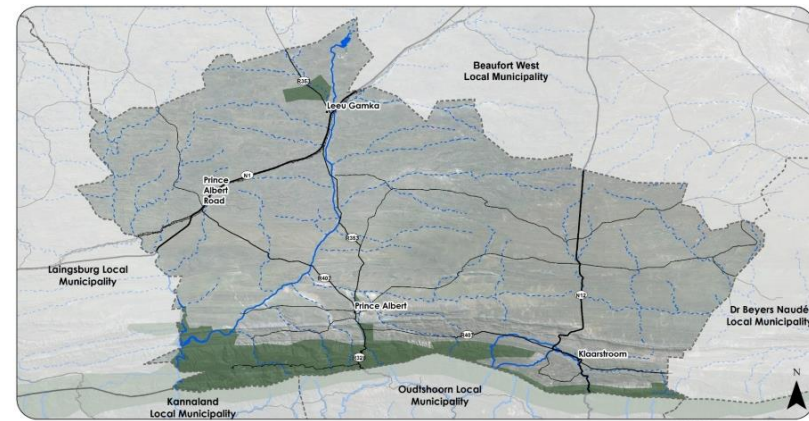 Beaufort West
Local Municipality
R353
Leeu Gamka
N1
Prince
Albert
Road
R353
Laingsburg Local
Municipality
R407
Prince Albert
N12
Dr Beyers Naudé
Local Municipality
R407
Klaarstroom
Oudtshoorn Local
Municipality
Kannaland
Local Municipality
N